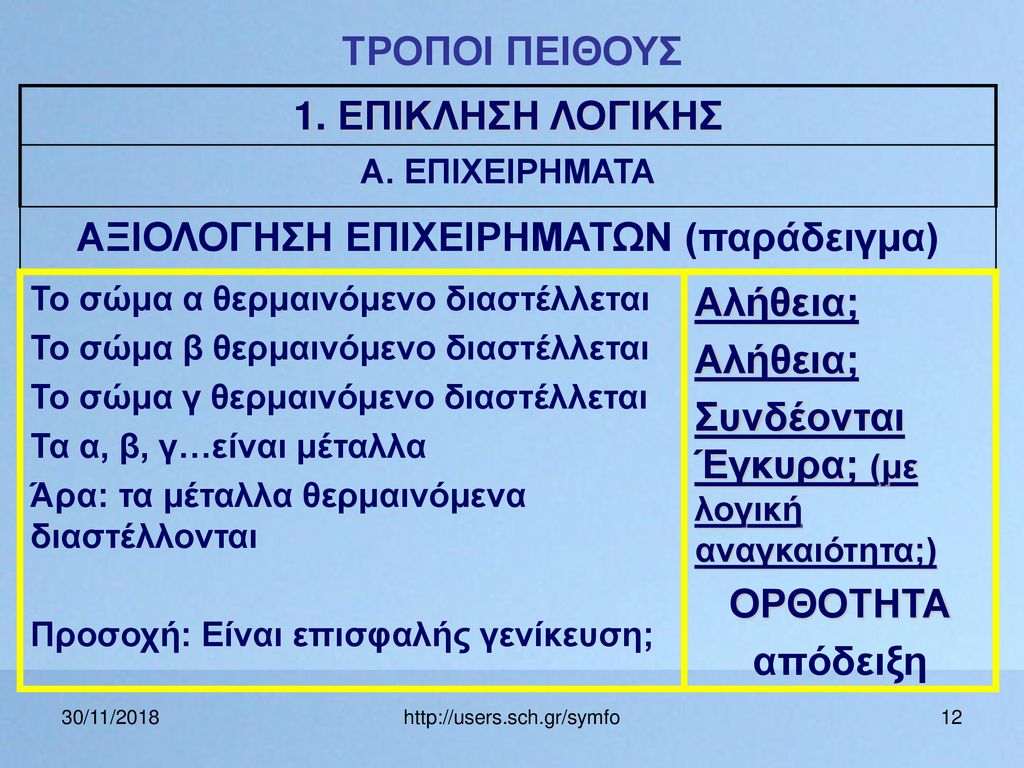 ΤΡΟΠΟΙ ΠΕΙΘΟΥΣ
1. ΕΠΙΚΛΗΣΗ ΛΟΓΙΚΗΣ
Α. ΕΠΙΧΕΙΡΗΜΑΤΑ
ΑΞΙΟΛΟΓΗΣΗ ΕΠΙΧΕΙΡΗΜΑΤΩΝ (παράδειγμα)
Το σώμα α θερμαινόμενο διαστέλλεται
Το σώμα β θερμαινόμενο διαστέλλεται
Το σώμα γ θερμαινόμενο διαστέλλεται
Τα α, β, γ…είναι μέταλλα
Άρα: τα μέταλλα θερμαινόμενα
διαστέλλονται
Προσοχή: Είναι επισφαλής γενίκευση;
Αλήθεια;
Αλήθεια;
Συνδέονται
Έγκυρα; (με
λογική
αναγκαιότητα;)
ΟΡΘΟΤΗΤΑ
απόδειξη
30/11/2018
http://users.sch.gr/symfo
12